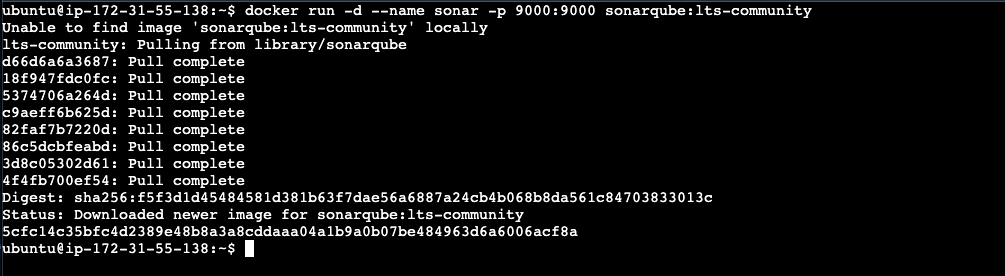 ubuntu@ip-172-31-55-138:~$ docker run -d --name sonar -p 9000:9000 sonarqube:lts-community
Unable to find image 'sonarqube:lts-community' locally
lts-community: Pulling from library/sonarqube
d66d6a6a3687: Pull complete
18f947fdc0fc: Pull complete
5374706a264d: Pull complete
c9aeff6b625d: Pull complete
82faf7b7220d: Pull complete
86c5dcbfeabd: Pull complete
3d8c05302d61: Pull complete
4f4fb700ef54: Pull complete
Digest: sha256:f5f3d1d45484581d381b63f7dae56a6887a24cb4b068b8da561c84703833013c
Status: Downloaded newer image for sonarqube:lts-community
5cfc14c35bfc4d2389e48b8a3a8cddaaa04a1b9a0b07be484963d6a6006acf8a
ubuntu@ip-172-31-55-138:~$